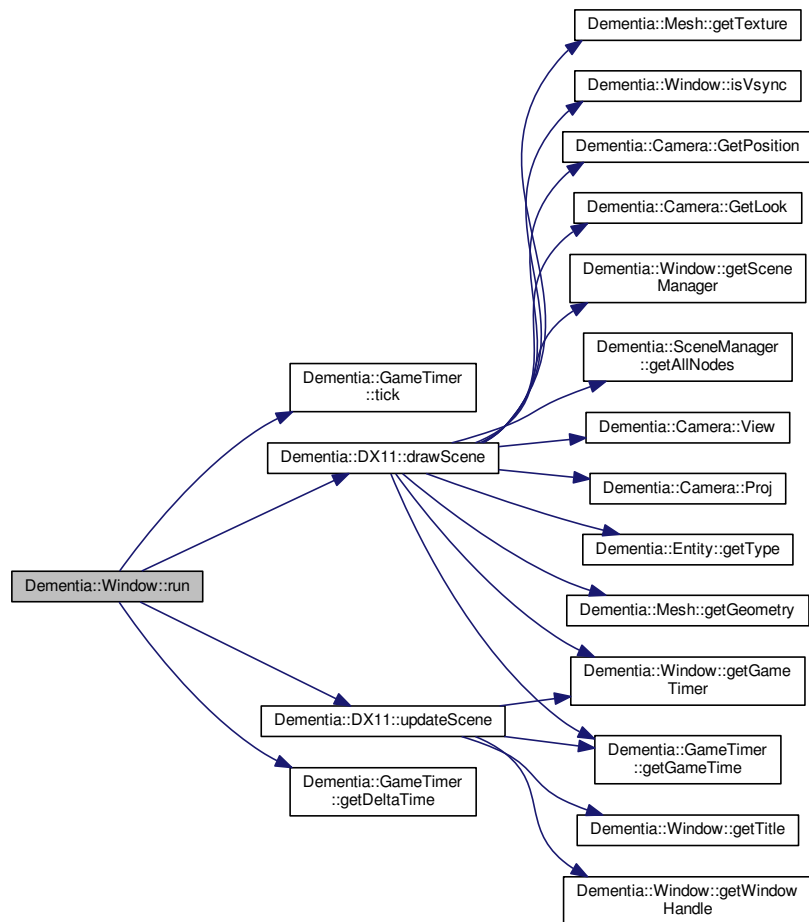 Dementia::Mesh::getTexture
Dementia::Window::isVsync
Dementia::Camera::GetPosition
Dementia::Camera::GetLook
Dementia::Window::getScene
Manager
Dementia::SceneManager
::getAllNodes
Dementia::GameTimer
::tick
Dementia::Camera::View
Dementia::DX11::drawScene
Dementia::Camera::Proj
Dementia::Entity::getType
Dementia::Window::run
Dementia::Mesh::getGeometry
Dementia::Window::getGame
Timer
Dementia::DX11::updateScene
Dementia::GameTimer
::getGameTime
Dementia::GameTimer
::getDeltaTime
Dementia::Window::getTitle
Dementia::Window::getWindow
Handle